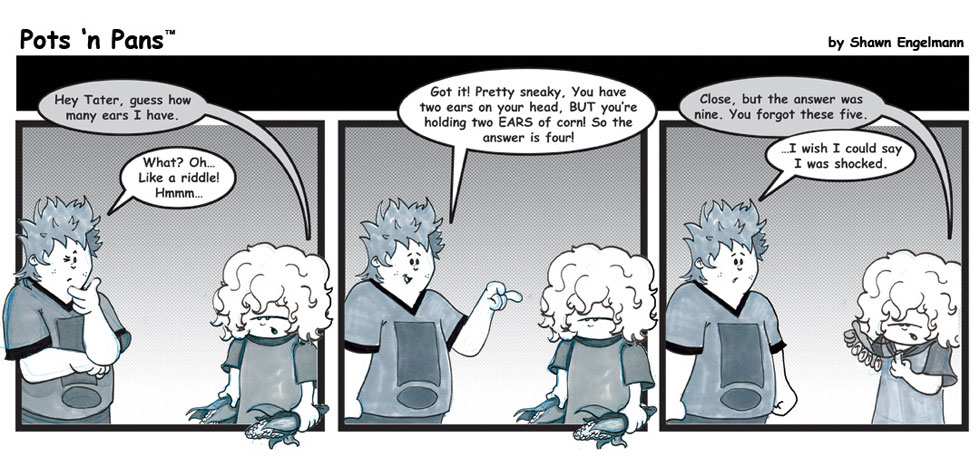 Pots 'n Pans™
by Shawn Engelmann
Hey Tater, guess how
many ears I have.
What? Oh...
Like a riddle!
Hmmm...
Got it! Pretty sneaky, You have
two ears on your head, BUT you're
holding two EARS of corn! So the
answer is four!
Close, but the answer was
nine. You forgot these five.
...I wish I could say
I was shocked.